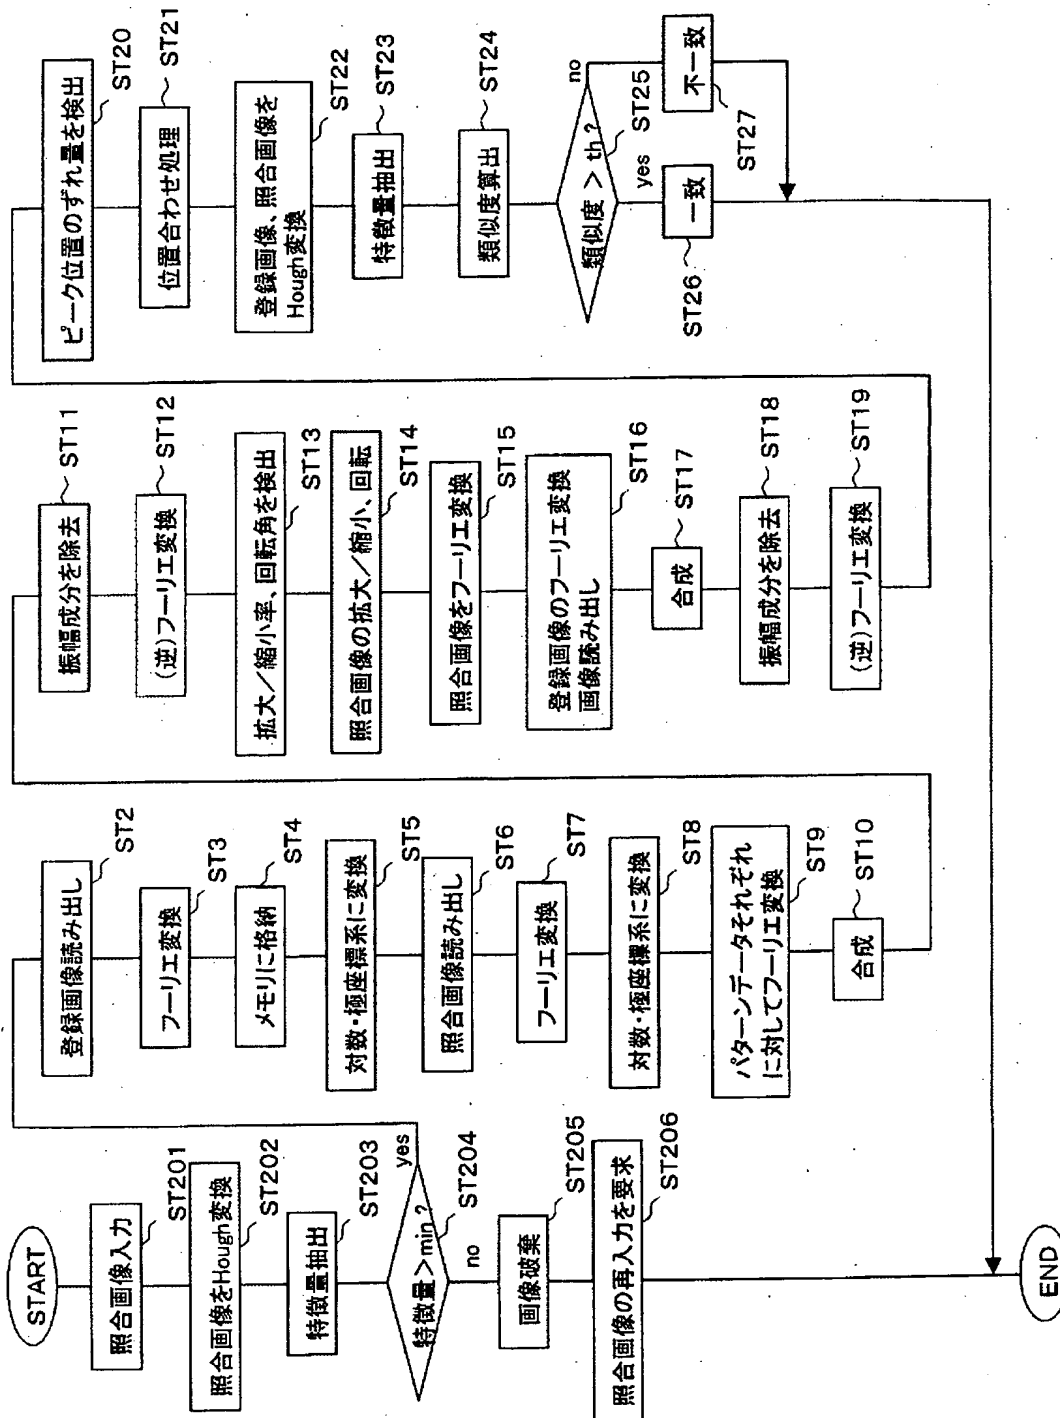 START
照合画像入力
ST201
照合画像をHough変換
ST202
特徴量抽出
ST203
特徴量>min ?
ST204
yes
no
画像破棄
ST205
照合画像の再入力を要求
ST206
END
登録画像読み出し
ST2
フーリエ変換
ST3
メモリに格納
ST4
対数・極座標系に変換
ST5
照合画像読み出し
ST6
フーリエ変換
ST7
対数・極座標系に変換
ST8
パターンデータそれぞれ
に対してフーリエ変換
ST9
合成
ST10
振幅成分を除去
ST11
(逆)フーリエ変換
ST12
拡大/縮小率、回転角を検出
ST13
照合画像の拡大/縮小、回転
ST14
照合画像をフーリエ変換
ST15
登録画像のフーリエ変換
画像読み出し
ST16
合成
ST17
振幅成分を除去
ST18
(逆)フーリエ変換
ST19
ピーク位置のずれ量を検出
ST20
位置合わせ処理
ST21
登録画像、照合画像を
Hough変換
ST22
特徴量抽出
ST23
類似度算出
ST24
類似度 > th ?
ST25
no
yes
一致
ST26
不一致
ST27